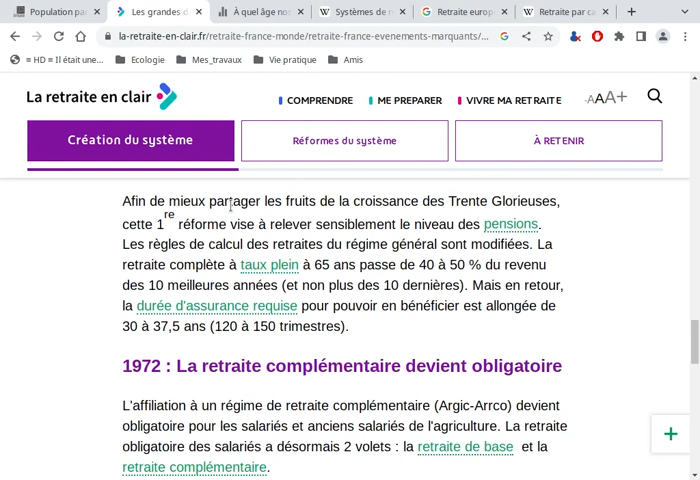 Population pa
Les grandes d
À quel âge no
Systèmes de r
Retraite europ
Retraite par ca
la-retraite-en-clair.fr/retraite-france-monde/retraite-france-evenements-marquants/...
≡ HD ≡ Il était une...
Ecologie
Mes_travaux
Vie pratique
Amis
La retraite en clair
COMPRENDRE
ME PREPARER
VIVRE MA RETRAITE
-AAA+
Création du système
Réformes du système
À RETENIR
Afin de mieux partager les fruits de la croissance des Trente Glorieuses,
cette 1re réforme vise à relever sensiblement le niveau des pensions.
Les règles de calcul des retraites du régime général sont modifiées. La
retraite complète à taux plein à 65 ans passe de 40 à 50 % du revenu
des 10 meilleures années (et non plus des 10 dernières). Mais en retour,
la durée d'assurance requise pour pouvoir en bénéficier est allongée de
30 à 37,5 ans (120 à 150 trimestres).
1972 : La retraite complémentaire devient obligatoire
L'affiliation à un régime de retraite complémentaire (Argic-Arrco) devient
obligatoire pour les salariés et anciens salariés de l'agriculture. La retraite
obligatoire des salariés a désormais 2 volets : la retraite de base et la
retraite complémentaire.